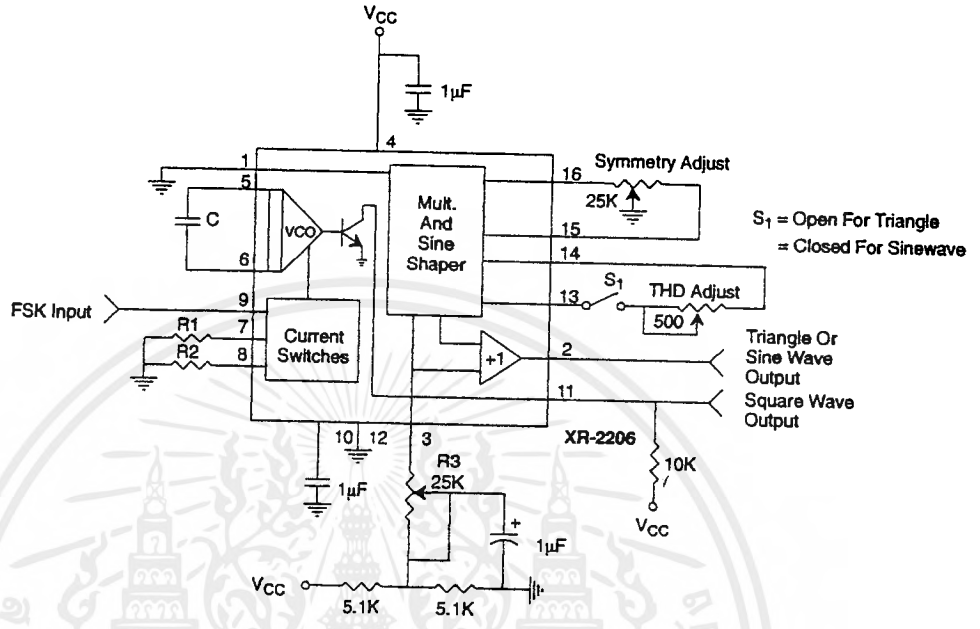 VCC
1µF
4
1
16
Symmetry Adjust
25K
5
C
VCO
6
Mult.
And
Sine
Shaper
15
14
S1 = Open For Triangle
= Closed For Sinewave
13
S1
THD Adjust
500
FSK Input
9
7
R1
R2
8
Current
Switches
+1
2
Triangle Or
Sine Wave
Output
11
Square Wave
Output
10
12
3
XR-2206
1µF
R3
25K
+
1µF
10K
VCC
VCC
5.1K
5.1K